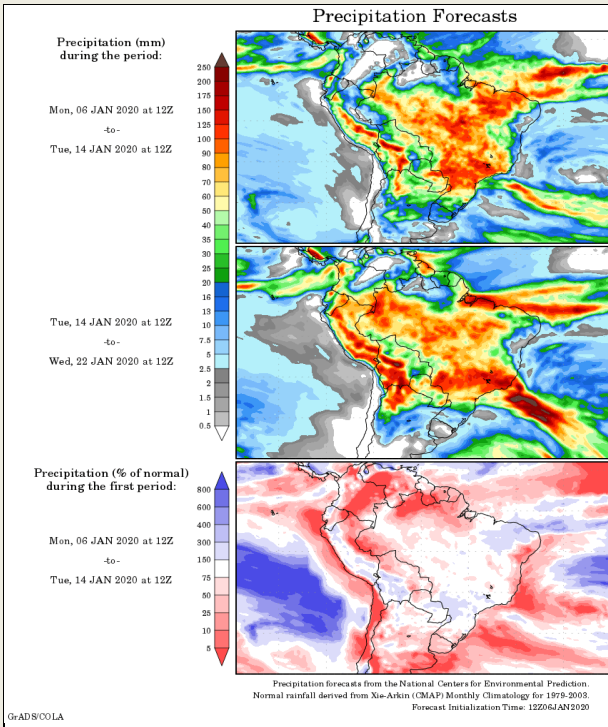 Precipitation Forecasts
Precipitation (mm)
during the period:
Mon, 06 JAN 2020 at 12Z
-to-
Tue, 14 JAN 2020 at 12Z
250
200
175
150
125
100
90
80
70
60
50
40
35
30
25
20
16
13
10
7.5
5
2.5
2
1.5
1
0.5
Tue, 14 JAN 2020 at 12Z
-to-
Wed, 22 JAN 2020 at 12Z
Precipitation (% of normal)
during the first period:
Mon, 06 JAN 2020 at 12Z
-to-
Tue, 14 JAN 2020 at 12Z
800
600
400
300
150
75
50
25
10
5
Precipitation forecasts from the National Centers for Environmental Prediction.
Normal rainfall derived from Xie-Arkin (CMAP) Monthly Climatology for 1979-2003.
Forecast Initialization Time: 12Z06JAN2020
GrADS/COLA